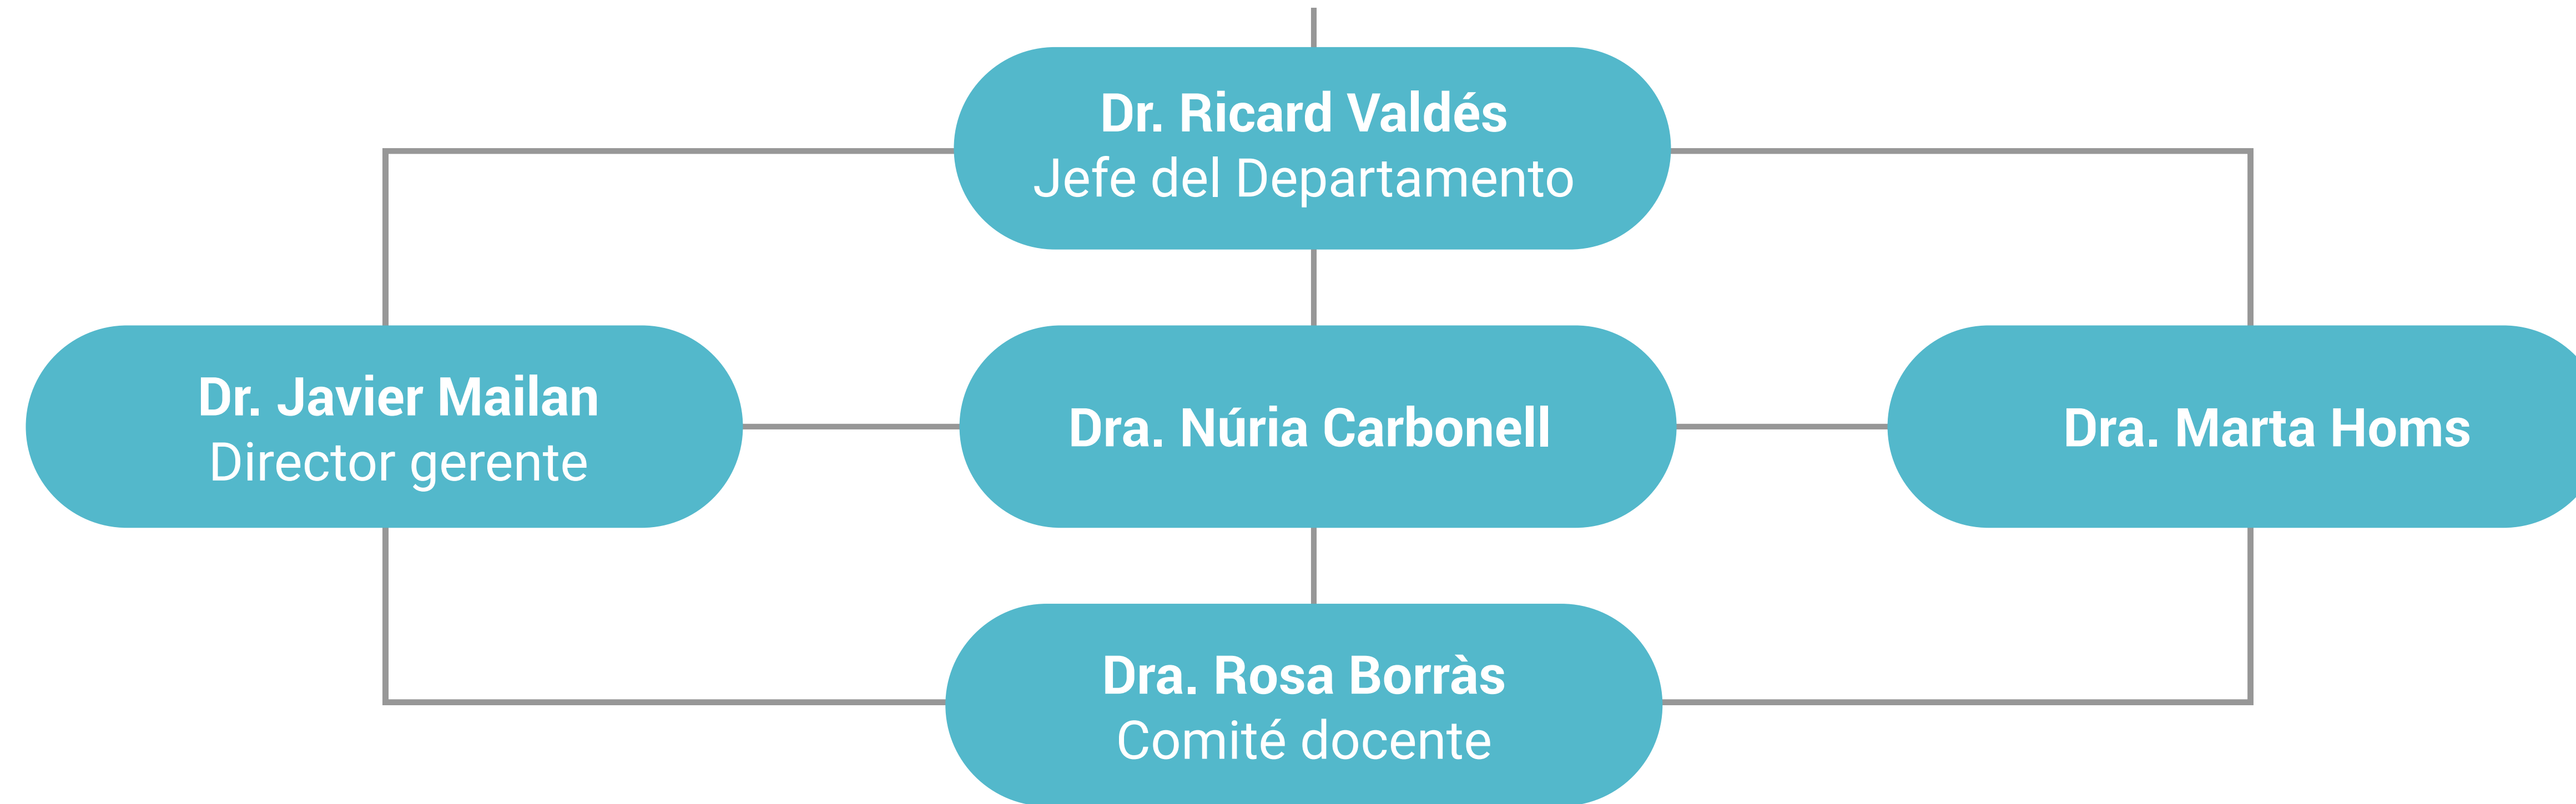 Dr. Ricard Valdés
Jefe del Departamento
Dr. Javier Mailan
Director gerente
Dra. Núria Carbonell
Dra. Marta Homs
Dra. Rosa Borràs
Comité docente